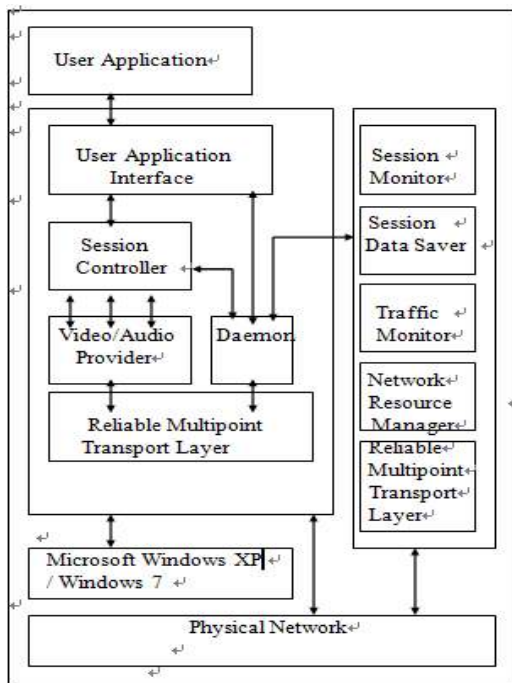 User Application
User Application
Interface
Session
Controller
Video/Audio
Provider
Daemon
Reliable Multipoint
Transport Layer
Microsoft Windows XP
/ Windows 7
Physical Network
Session
Monitor
Session
Data Saver
Traffic
Monitor
Network
Resource
Manager
Reliable
Multipoint
Transport
Layer